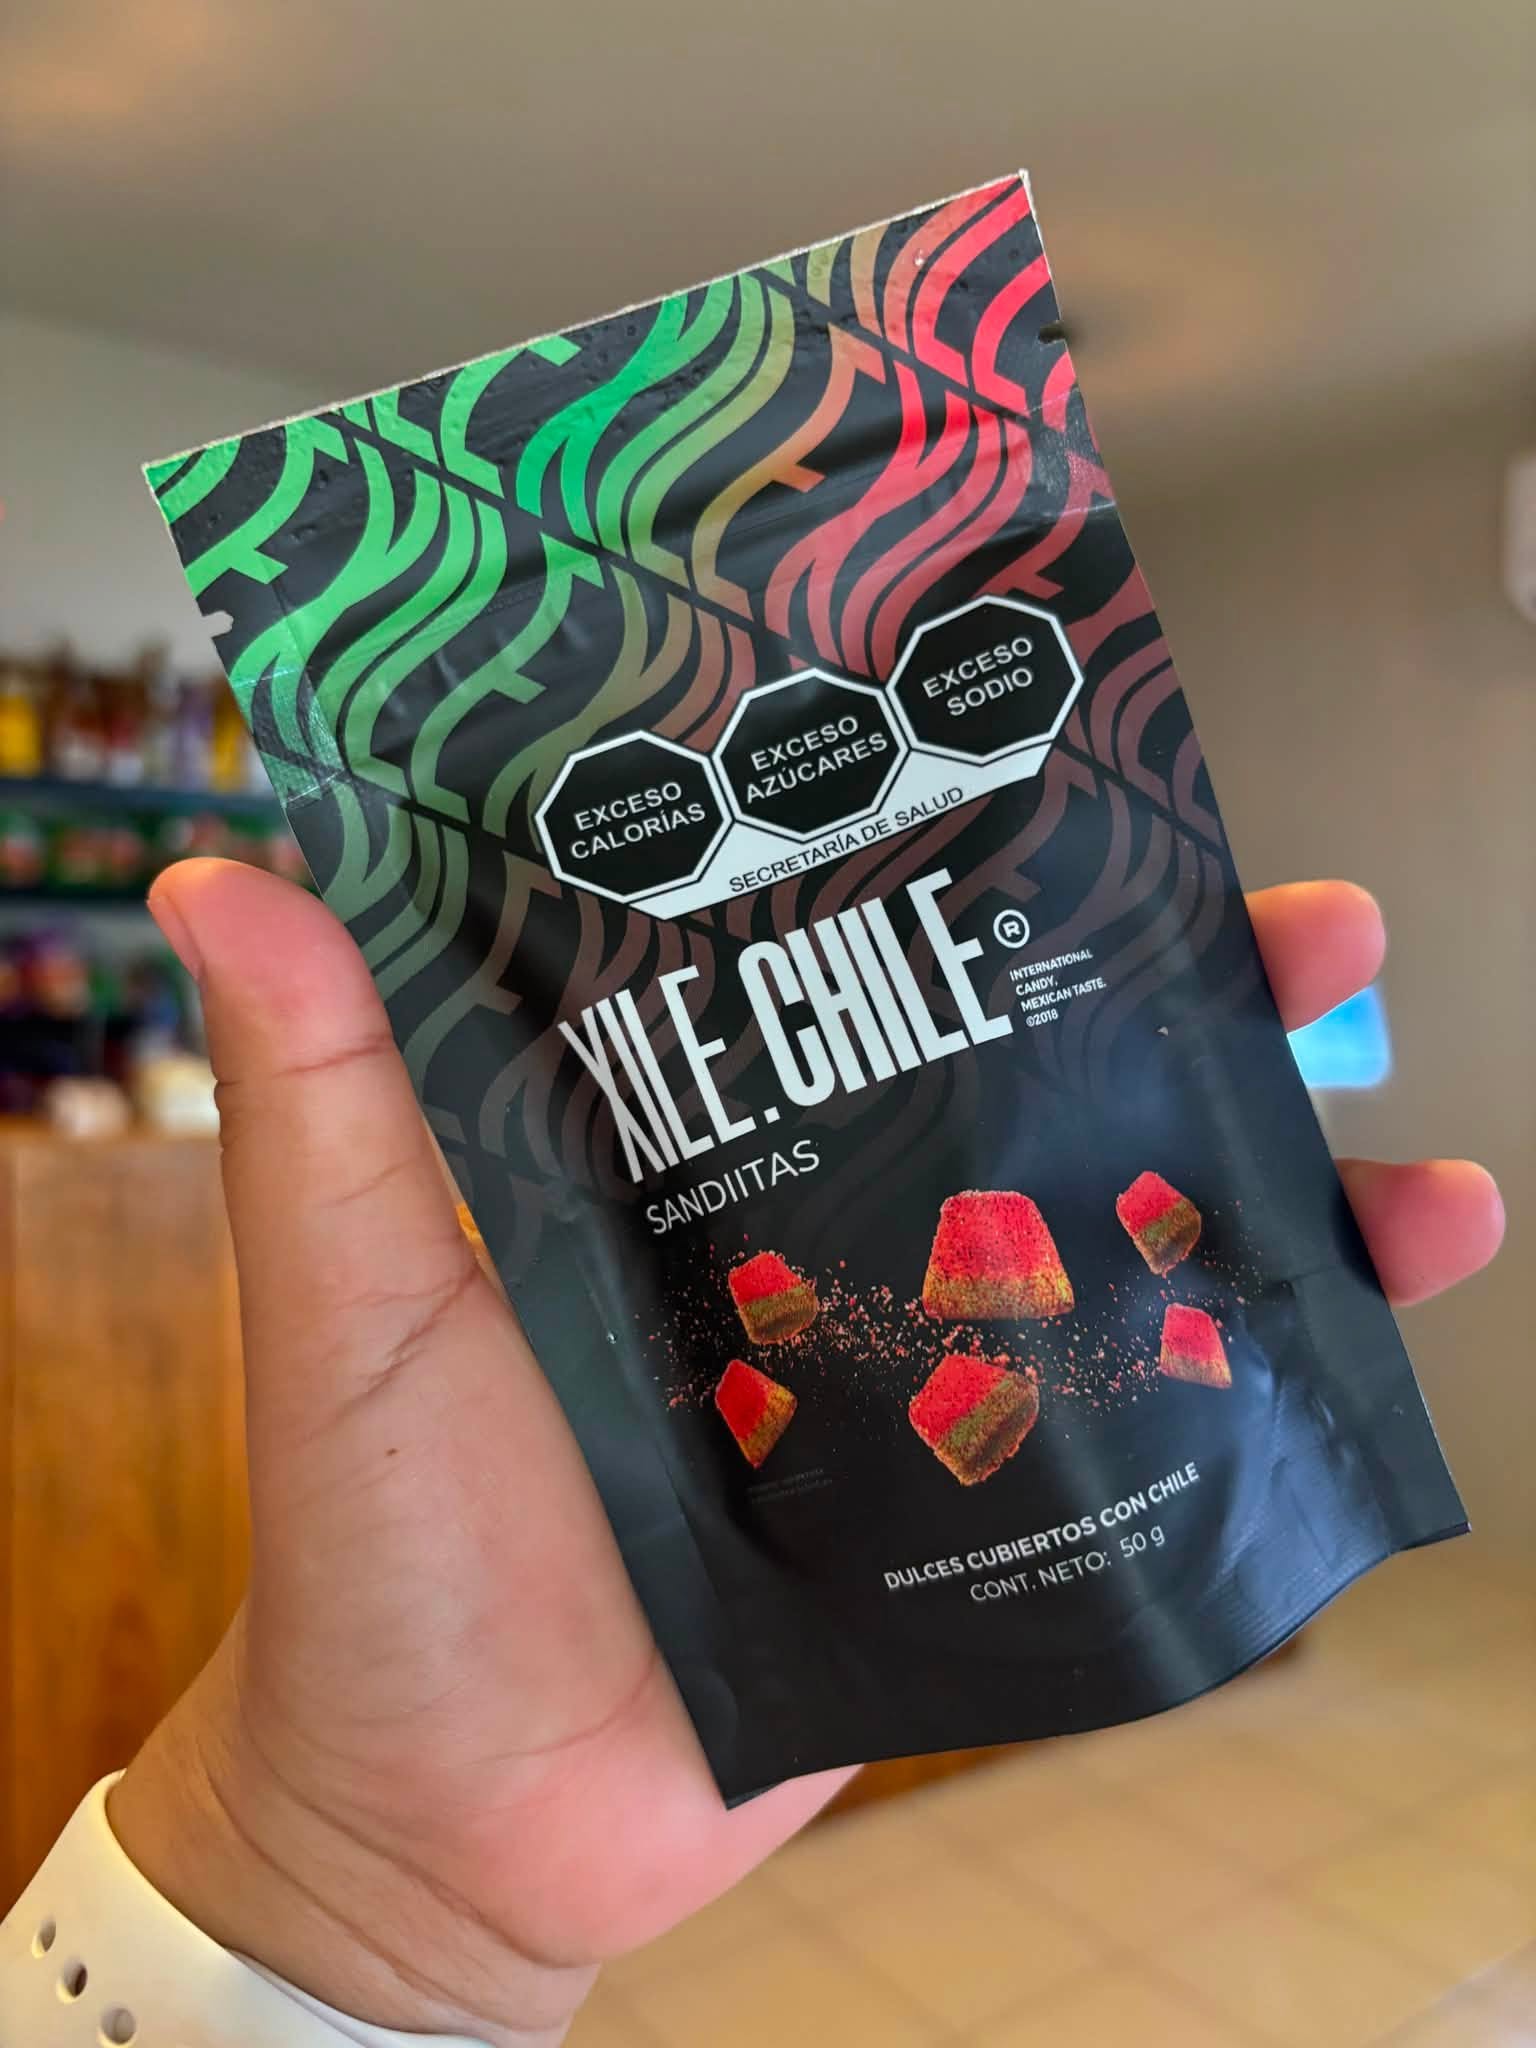 EXCESO
CALORÍAS
EXCESO
AZÚCARES
EXCESO
SODIO
SECRETARÍA DE SALUD
XILE.CHILE®
INTERNATIONAL
CANDY,
MEXICAN TASTE.
©2018
SANDIITAS
DULCES CUBIERTOS CON CHILE
CONT. NETO: 50 g